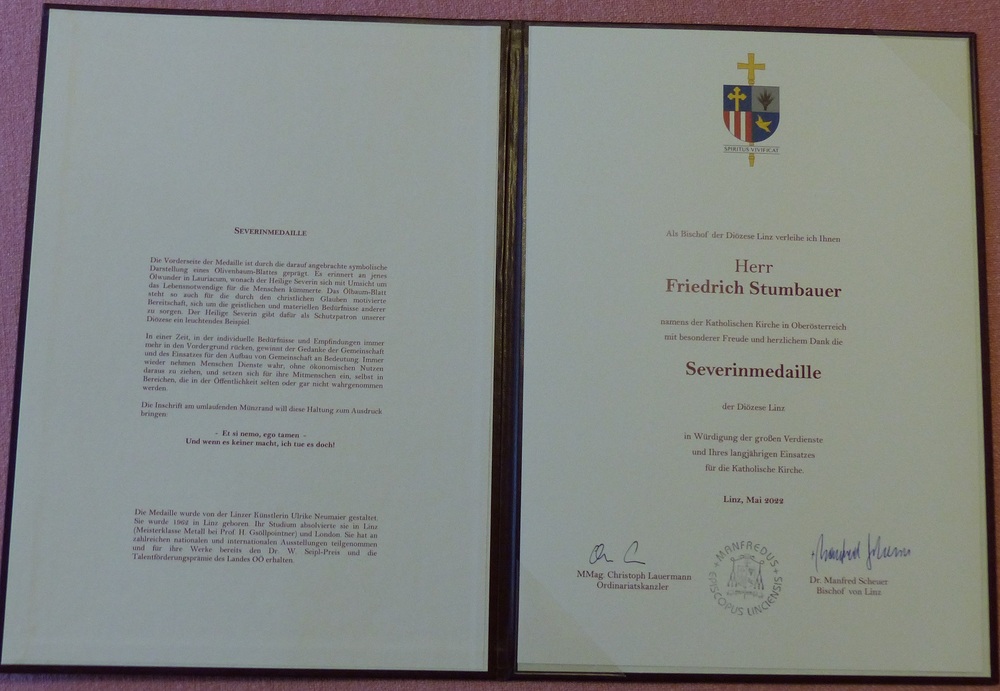 SEVERINMEDAILLE
Die Vorderseite der Medaille ist durch die darauf angebrachte symbolische
Darstellung eines Olivenbaum-Blattes geprägt. Es erinnert an jenes
Ölwunder in Lauriacum, wonach der Heilige Severin sich mit Umsicht um
das Lebensnotwendige für die Menschen kümmerte. Das Ölbaum-Blatt
steht so auch für die durch den christlichen Glauben motivierte
Bereitschaft, sich um die geistlichen und materiellen Bedürfnisse anderer
zu sorgen. Der Heilige Severin gibt dafür als Schutzpatron unserer
Diözese ein leuchtendes Beispiel.
In einer Zeit, in der individuelle Bedürfnisse und Empfindungen immer
mehr in den Vordergrund rücken, gewinnt der Gedanke der Gemeinschaft
und des Einsatzes für den Aufbau von Gemeinschaft an Bedeutung. Immer
wieder nehmen Menschen Dienste wahr, ohne ökonomischen Nutzen
daraus zu ziehen, und setzen sich für ihre Mitmenschen ein, selbst in
Bereichen, die in der Öffentlichkeit selten oder gar nicht wahrgenommen
werden.
Die Inschrift am umlaufenden Münzrand will diese Haltung zum Ausdruck
bringen:
- Et si nemo, ego tamen -
Und wenn es keiner macht, ich tue es doch!
Die Medaille wurde von der Linzer Künstlerin Ulrike Neumaier gestaltet.
Sie wurde 1962 in Linz geboren. Ihr Studium absolvierte sie in Linz
(Meisterklasse Metall bei Prof. H. Gsöllpointner) und London. Sie hat an
zahlreichen nationalen und internationalen Ausstellungen teilgenommen
und für ihre Werke bereits den Dr. W. Seipl-Preis und die
Talentförderungsprämie des Landes OÖ erhalten.
SPIRITUS VIVIFICAT
Als Bischof der Diözese Linz verleihe ich Ihnen
Herr
Friedrich Stumbauer
namens der Katholischen Kirche in Oberösterreich
mit besonderer Freude und herzlichem Dank die
Severinmedaille
der Diözese Linz
in Würdigung der großen Verdienste
und Ihres langjährigen Einsatzes
für die Katholische Kirche.
Linz, Mai 2022
MMag. Christoph Lauermann
Ordinariatskanzler
MANFREDUS
EPISCOPUS LINCIENSIS
+ Manfred Scheuer
Dr. Manfred Scheuer
Bischof von Linz